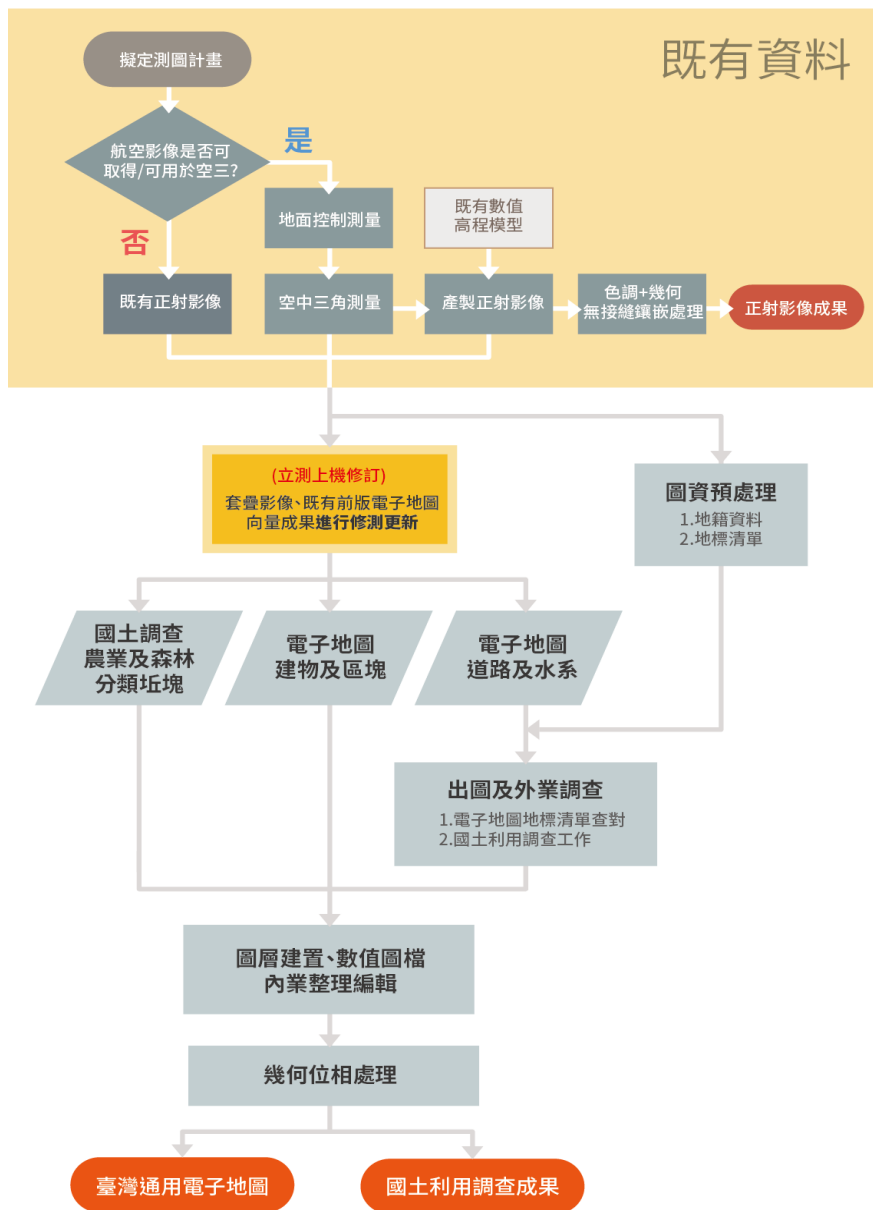 既有資料
擬定測圖計畫
航空影像是否可
取得/可用於空三?
是
否
地面控制測量
既有數值
高程模型
既有正射影像
空中三角測量
產製正射影像
色調+幾何
無接縫鑲嵌處理
正射影像成果
(立測上機修訂)
套疊影像、既有前版電子地圖
向量成果進行修測更新
圖資預處理
1.地籍資料
2.地標清單
國土調查
農業及森林
分類坵塊
電子地圖
建物及區塊
電子地圖
道路及水系
出圖及外業調查
1.電子地圖地標清單查對
2.國土利用調查工作
圖層建置、數值圖檔
內業整理編輯
幾何位相處理
臺灣通用電子地圖
國土利用調查成果